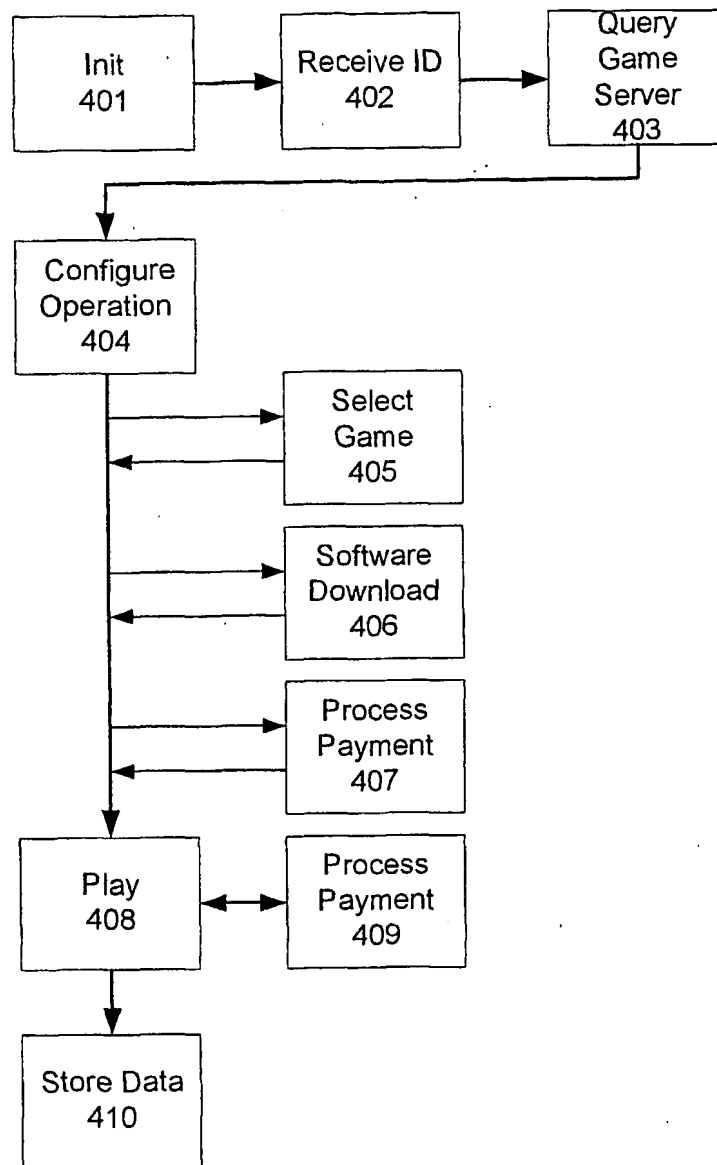 Init
401
Receive ID
402
Query
Game
Server
403
Configure
Operation
404
Select
Game
405
Software
Download
406
Process
Payment
407
Play
408
Process
Payment
409
Store Data
410